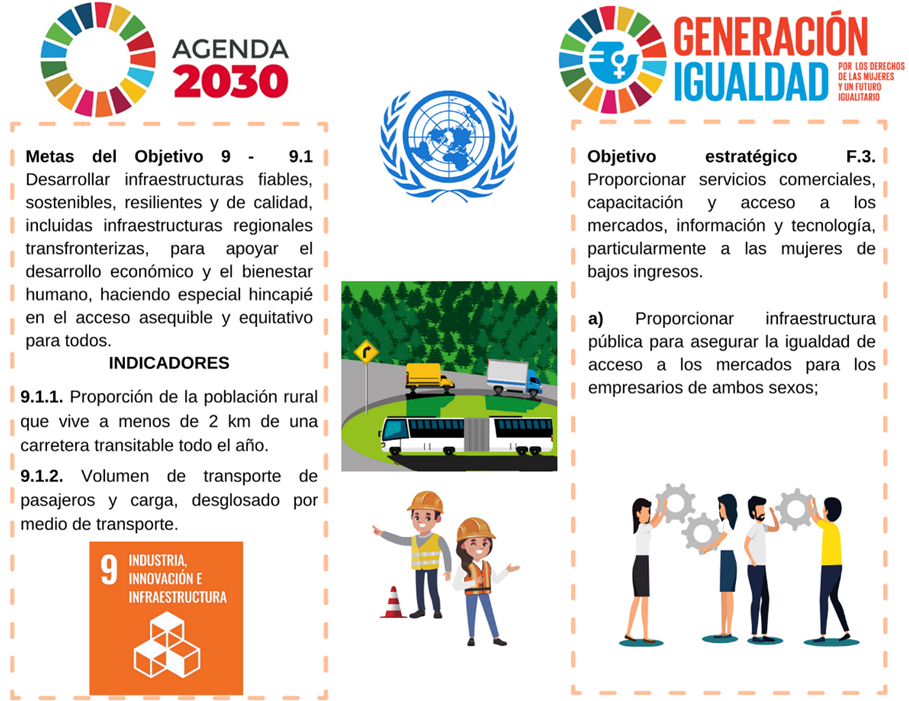 AGENDA
2030
GENERACIÓN
IGUALDAD
POR LOS DERECHOS
DE LAS MUJERES
Y UN FUTURO
IGUALITARIO
Metas del Objetivo 9 - 9.1
Desarrollar infraestructuras fiables,
sostenibles, resilientes y de calidad,
incluidas infraestructuras regionales
transfronterizas, para apoyar el
desarrollo económico y el bienestar
humano, haciendo especial hincapié
en el acceso asequible y equitativo
para todos.
INDICADORES
9.1.1. Proporción de la población rural
que vive a menos de 2 km de una
carretera transitable todo el año.
9.1.2. Volumen de transporte de
pasajeros y carga, desglosado por
medio de transporte.
9 INDUSTRIA,
INNOVACIÓN E
INFRAESTRUCTURA
Objetivo estratégico F.3.
Proporcionar servicios comerciales,
capacitación y acceso a los
mercados, información y tecnología,
particularmente a las mujeres de
bajos ingresos.
a) Proporcionar infraestructura
pública para asegurar la igualdad de
acceso a los mercados para los
empresarios de ambos sexos;